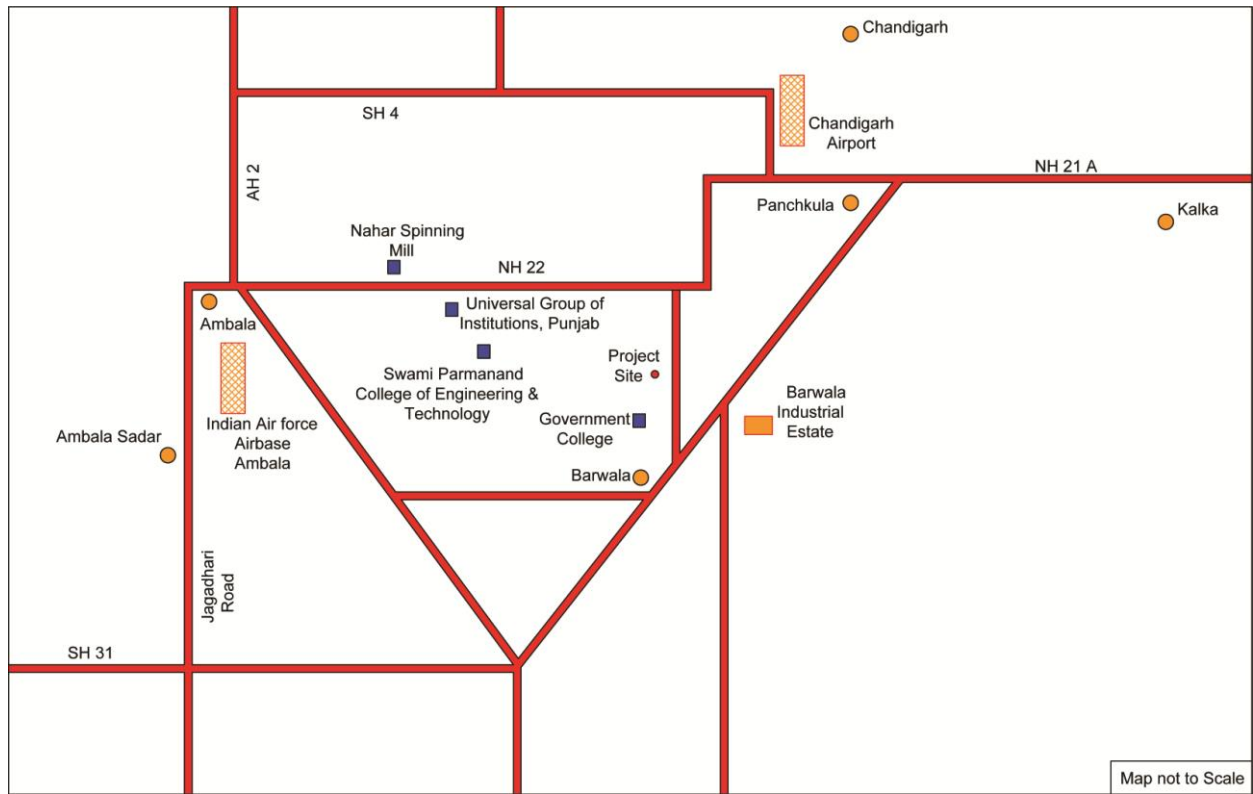 Chandigarh
SH 4
Chandigarh
Airport
NH 21 A
AH 2
Panchkula
Kalka
Nahar Spinning
Mill
NH 22
Ambala
Universal Group of
Institutions, Punjab
Project
Site
Swami Parmanand
College of Engineering &
Technology
Barwala
Industrial
Estate
Government
College
Indian Air force
Airbase
Ambala
Ambala Sadar
Barwala
Jagadhari
Road
SH 31
Map not to Scale